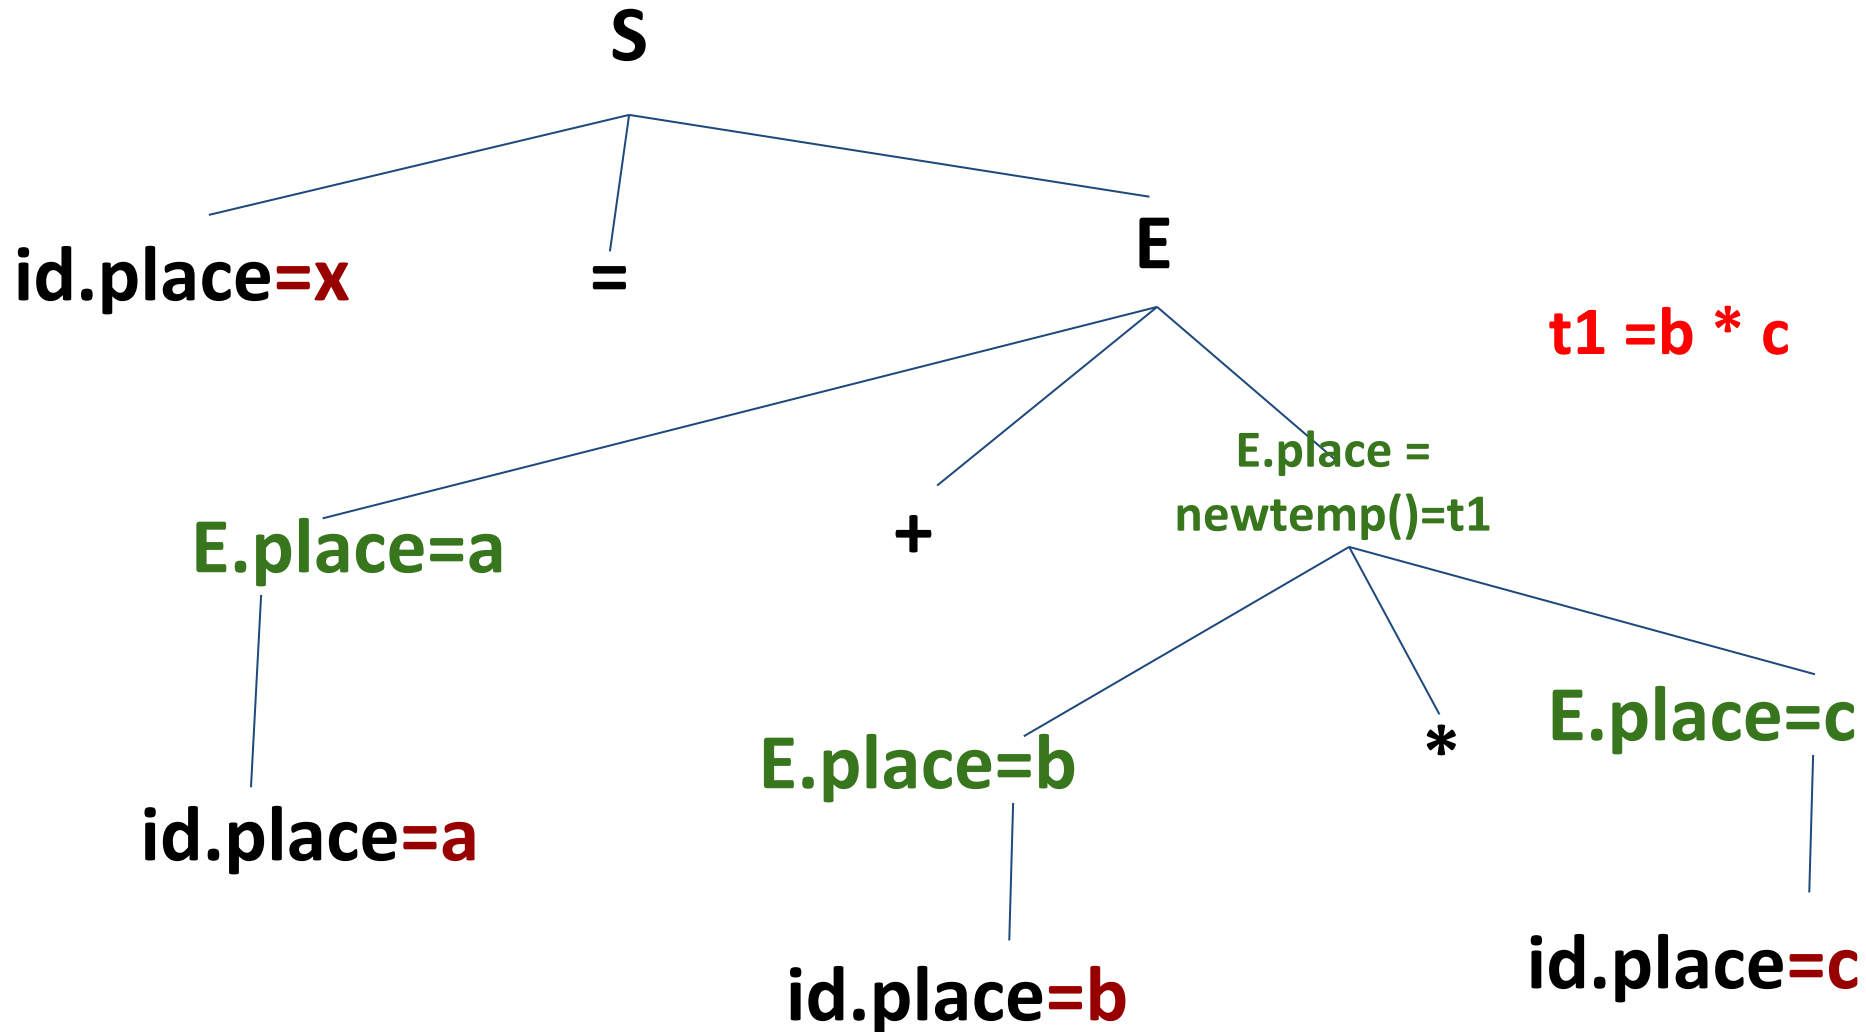 S
id.place=x
=
E
t1 =b * c
E.place =
newtemp()=t1
E.place=a
+
E.place=b
*
E.place=c
id.place=a
id.place=b
id.place=c